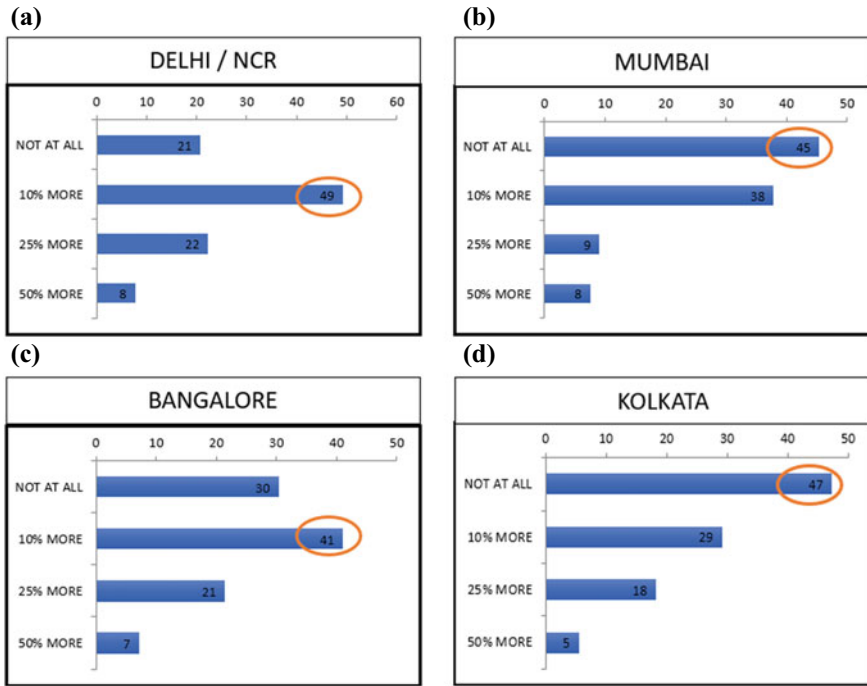 (a)
DELHI / NCR
0 10 20 30 40 50 60
NOT AT ALL 21
10% MORE 49
25% MORE 22
50% MORE 8
(b)
MUMBAI
0 10 20 30 40 50
NOT AT ALL 45
10% MORE 38
25% MORE 9
50% MORE 8
(c)
BANGALORE
0 10 20 30 40 50
NOT AT ALL 30
10% MORE 41
25% MORE 21
50% MORE 7
(d)
KOLKATA
0 10 20 30 40 50
NOT AT ALL 47
10% MORE 29
25% MORE 18
50% MORE 5